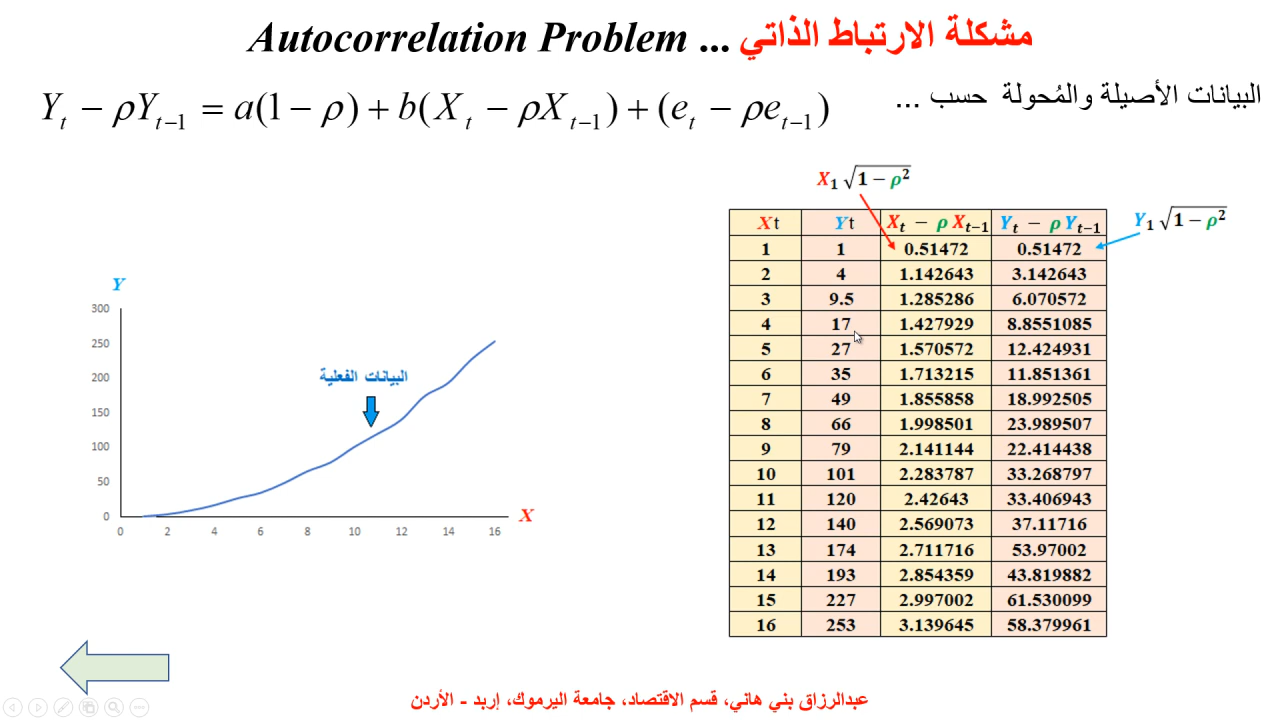 Autocorrelation Problem ... مشكلة الارتباط الذاتي
البيانات الأصيلة والمُحولة حسب ...
Yₜ − ρYₜ₋₁ = a(1 − ρ) + b(Xₜ − ρXₜ₋₁) + (eₜ − ρeₜ₋₁)
X₁ √(1 − ρ²)
Y₁ √(1 − ρ²)
Xt Yt Xₜ − ρ Xₜ₋₁ Yₜ − ρ Yₜ₋₁
1 1 0.51472 0.51472
2 4 1.142643 3.142643
3 9.5 1.285286 6.070572
4 17 1.427929 8.8551085
5 27 1.570572 12.424931
6 35 1.713215 11.851361
7 49 1.855858 18.992505
8 66 1.998501 23.989507
9 79 2.141144 22.414438
10 101 2.283787 33.268797
11 120 2.42643 33.406943
12 140 2.569073 37.11716
13 174 2.711716 53.97002
14 193 2.854359 43.819882
15 227 2.997002 61.530099
16 253 3.139645 58.379961
Y
300
250
200
150
100
50
0
البيانات الفعلية
0 2 4 6 8 10 12 14 16
X
عبدالرزاق بني هاني، قسم الاقتصاد، جامعة اليرموك، إربد - الأردن